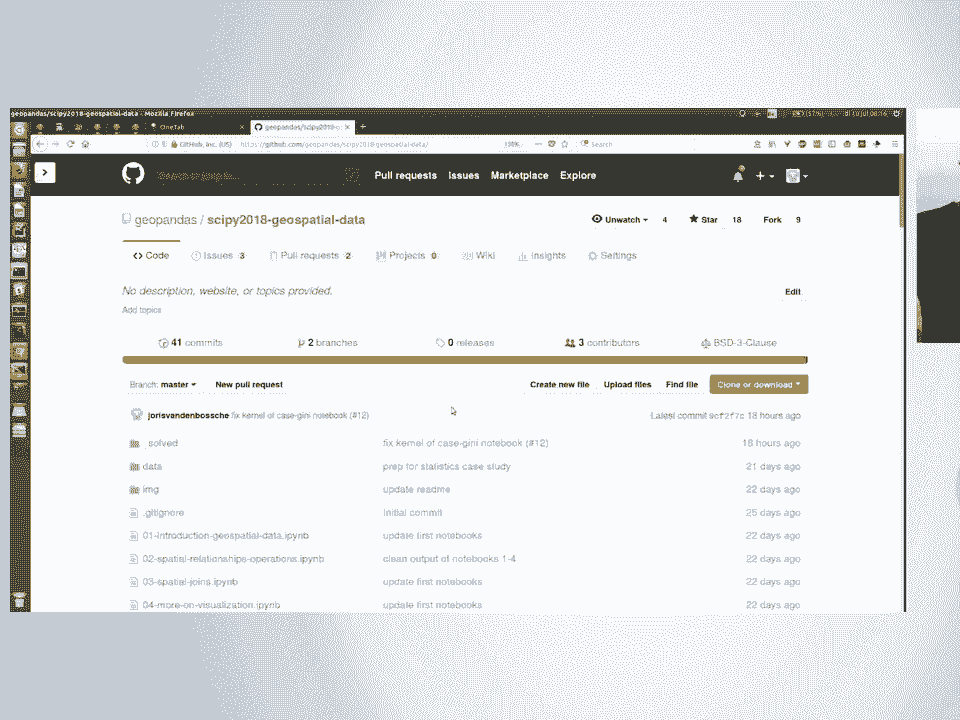 geopandas/scipy2018-geospatial-data - Mozilla Firefox
OneTab
geopandas/scipy2018-g
GitHub, Inc. (US) https://github.com/geopandas/scipy2018-geospatial-data/ 120% Search
Pull requests Issues Marketplace Explore
geopandas / scipy2018-geospatial-data Unwatch 4 Star 18 Fork 9
Code Issues 3 Pull requests 2 Projects 0 Wiki Insights Settings
No description, website, or topics provided. Edit
Add topics
41 commits 2 branches 0 releases 3 contributors BSD-3-Clause
Branch: master New pull request Create new file Upload files Find file Clone or download
jorisvandenbossche fix kernel of case-gini notebook (#12) Latest commit 18 hours ago
_solved fix kernel of case-gini notebook (#12) 18 hours ago
data prep for statistics case study 21 days ago
img update readme 22 days ago
.gitignore Initial commit 25 days ago
01-introduction-geospatial-data.ipynb update first notebooks 22 days ago
02-spatial-relationships-operations.ipynb clean output of notebooks 1-4 22 days ago
03-spatial-joins.ipynb update first notebooks 22 days ago
04-more-on-visualization.ipynb update first notebooks 22 days ago